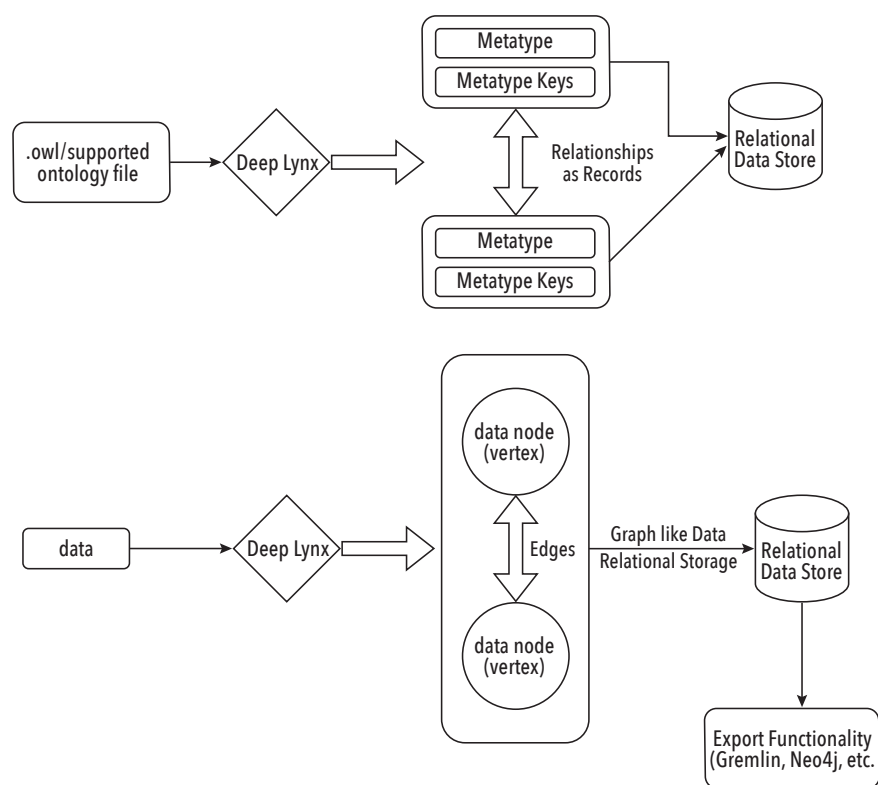 Metatype
Metatype Keys
.owl/supported
ontology file
Deep Lynx
Relationships
as Records
Relational
Data Store
Metatype
Metatype Keys
data node
(vertex)
data
Deep Lynx
Edges
Graph like Data
Relational Storage
Relational
Data Store
data node
(vertex)
Export Functionality
(Gremlin, Neo4j, etc.